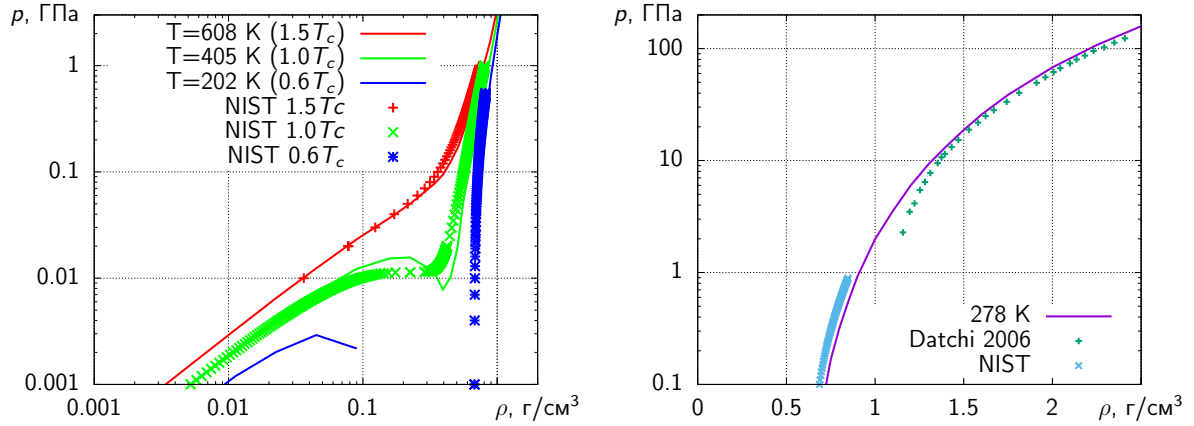 p, ГПа
T=608 K (1.5Tc)
T=405 K (1.0Tc)
T=202 K (0.6Tc)
NIST 1.5Tc
NIST 1.0Tc
NIST 0.6Tc
1
0.1
0.01
0.001
0.001
0.01
0.1
1
ρ, г/см³
p, ГПа
100
10
1
0.1
278 K
Datchi 2006
NIST
0
0.5
1
1.5
2
ρ, г/см³